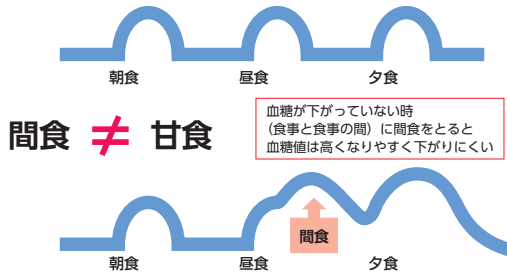 朝食
昼食
夕食
間食 ≠ 甘食
血糖が下がっていない時
（食事と食事の間）に間食をとると
血糖値は高くなりやすく下がりにくい
間食
朝食
昼食
夕食